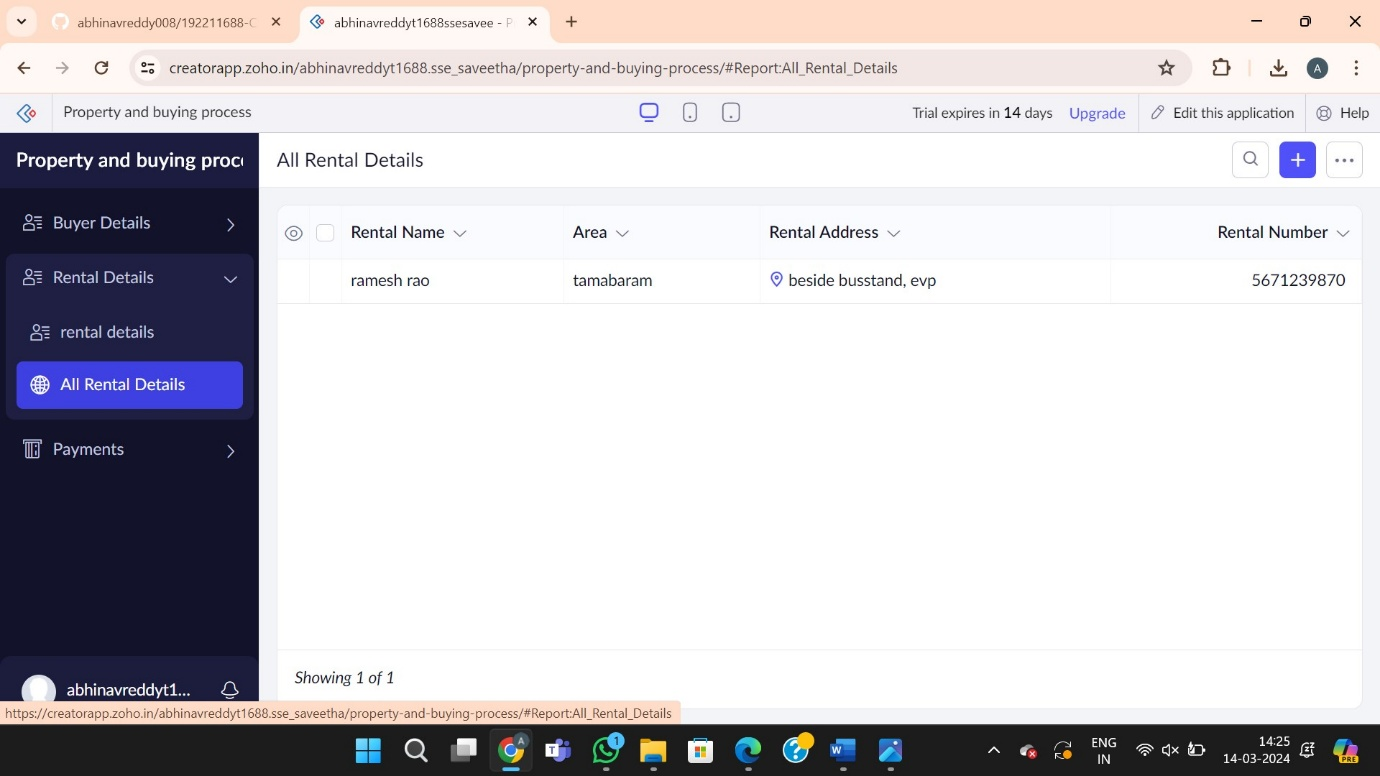 abhinavreddy008/192211688-C
abhinavreddyt1688ssesavee - P
creatorapp.zoho.in/abhinavreddyt1688.sse_saveetha/property-and-buying-process/#Report:All_Rental_Details
A
Property and buying process
Trial expires in 14 days
Upgrade
Edit this application
Help
Property and buying proc
All Rental Details
Buyer Details
Rental Details
rental details
All Rental Details
Payments
Rental Name
Area
Rental Address
Rental Number
ramesh rao
tamabaram
beside busstand, evp
5671239870
Showing 1 of 1
abhinavreddyt1...
https://creatorapp.zoho.in/abhinavreddyt1688.sse_saveetha/property-and-buying-process/#Report:All_Rental_Details
A
1
ENG
IN
14:25
14-03-2024
PRE